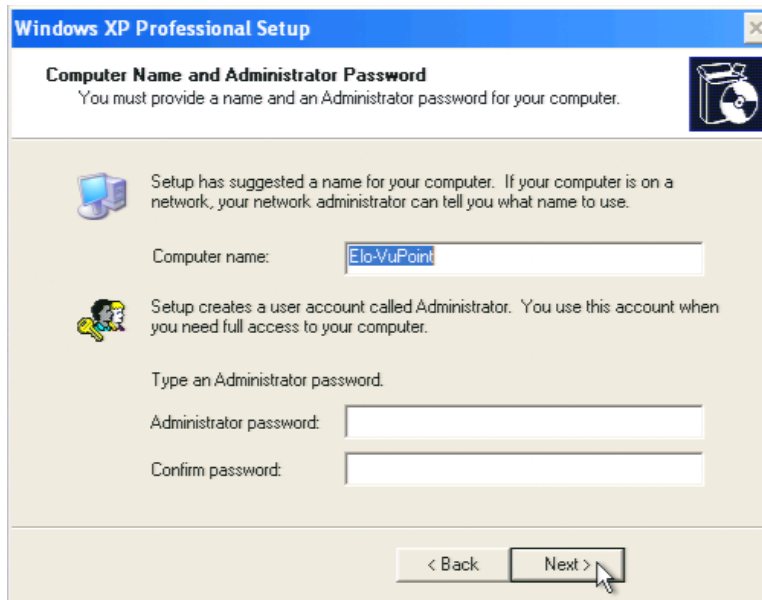 Windows XP Professional Setup
Computer Name and Administrator Password
You must provide a name and an Administrator password for your computer.
Setup has suggested a name for your computer.  If your computer is on a
network, your network administrator can tell you what name to use.
Computer name: Elo-VuPoint
Setup creates a user account called Administrator.  You use this account when
you need full access to your computer.
Type an Administrator password.
Administrator password:
Confirm password:
< Back Next >